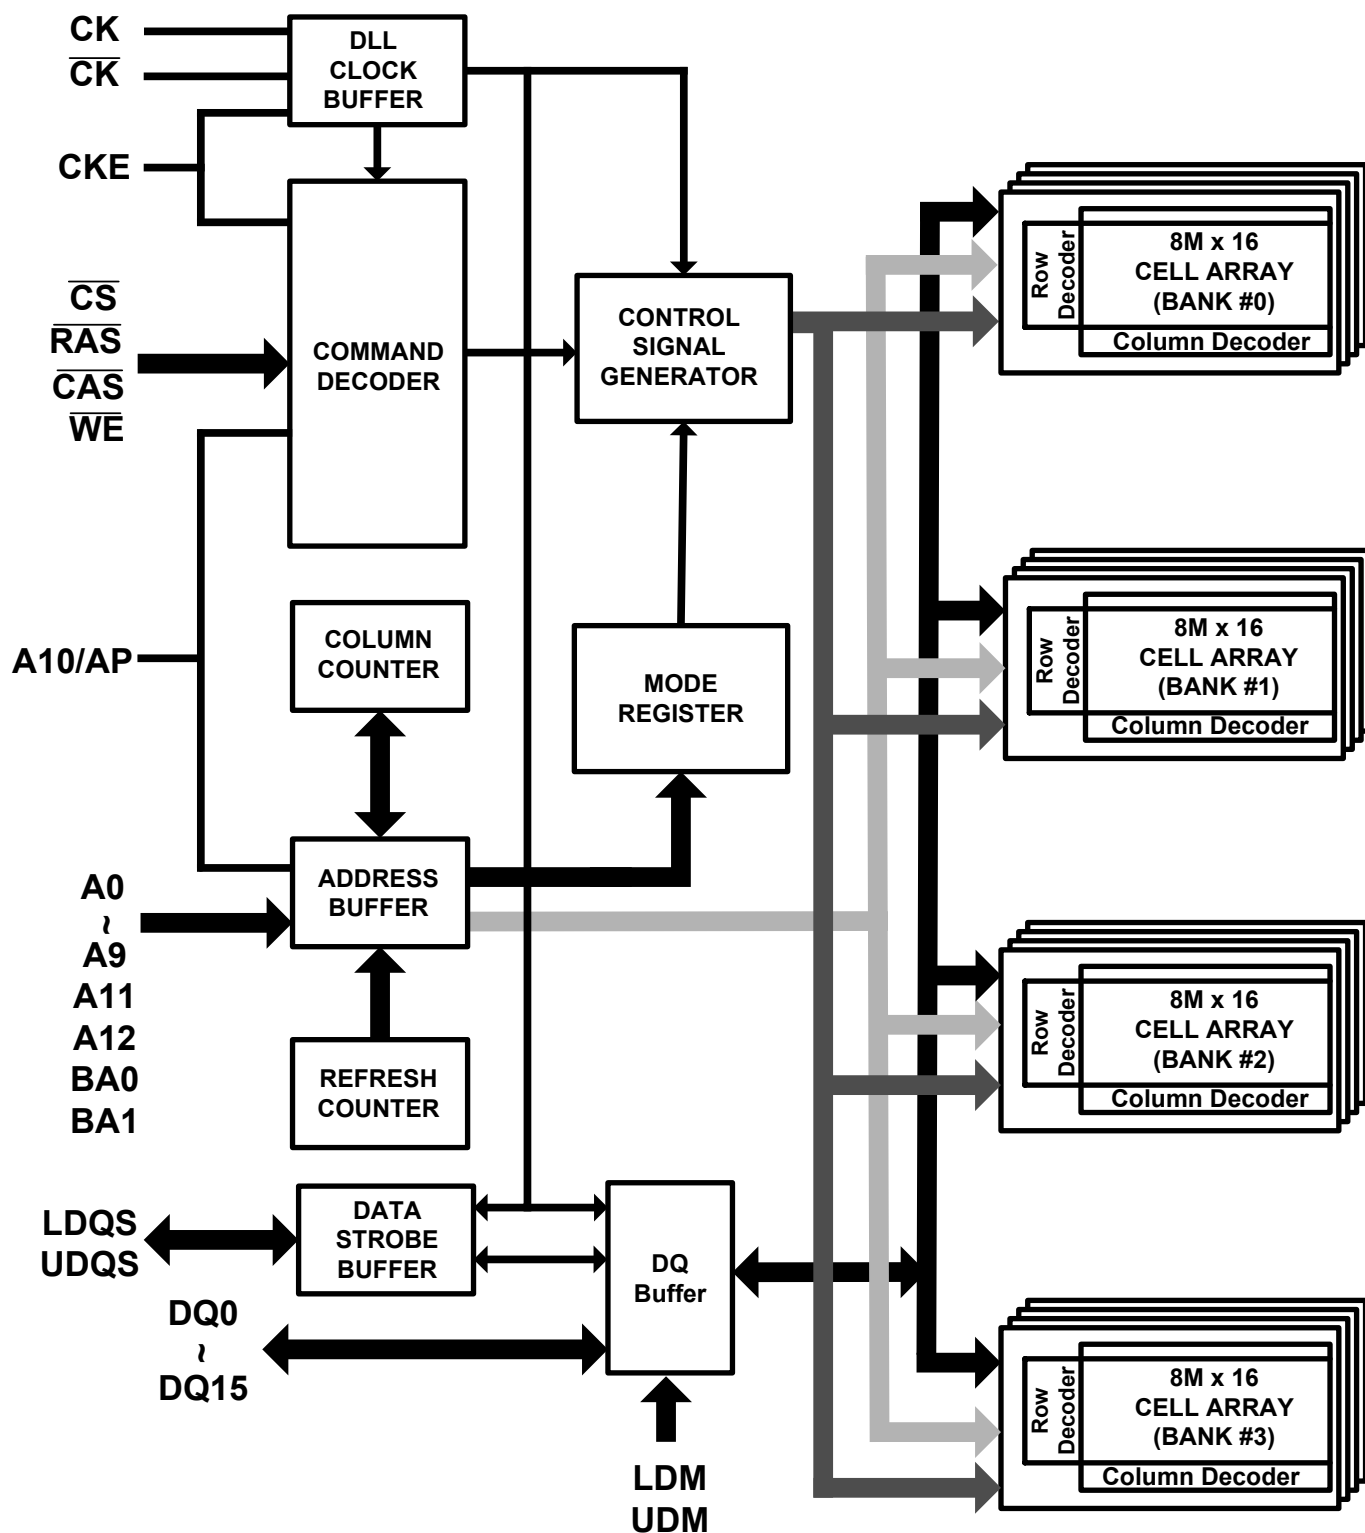 CK
CK
CKE
CS
RAS
CAS
WE
A10/AP
A0
~
A9
A11
A12
BA0
BA1
LDQS
UDQS
DQ0
~
DQ15
DLL
CLOCK
BUFFER
COMMAND
DECODER
COLUMN
COUNTER
ADDRESS
BUFFER
REFRESH
COUNTER
DATA
STROBE
BUFFER
CONTROL
SIGNAL
GENERATOR
MODE
REGISTER
DQ
Buffer
LDM
UDM
Row
Decoder
8M x 16
CELL ARRAY
(BANK #0)
Column Decoder
Row
Decoder
8M x 16
CELL ARRAY
(BANK #1)
Column Decoder
Row
Decoder
8M x 16
CELL ARRAY
(BANK #2)
Column Decoder
Row
Decoder
8M x 16
CELL ARRAY
(BANK #3)
Column Decoder